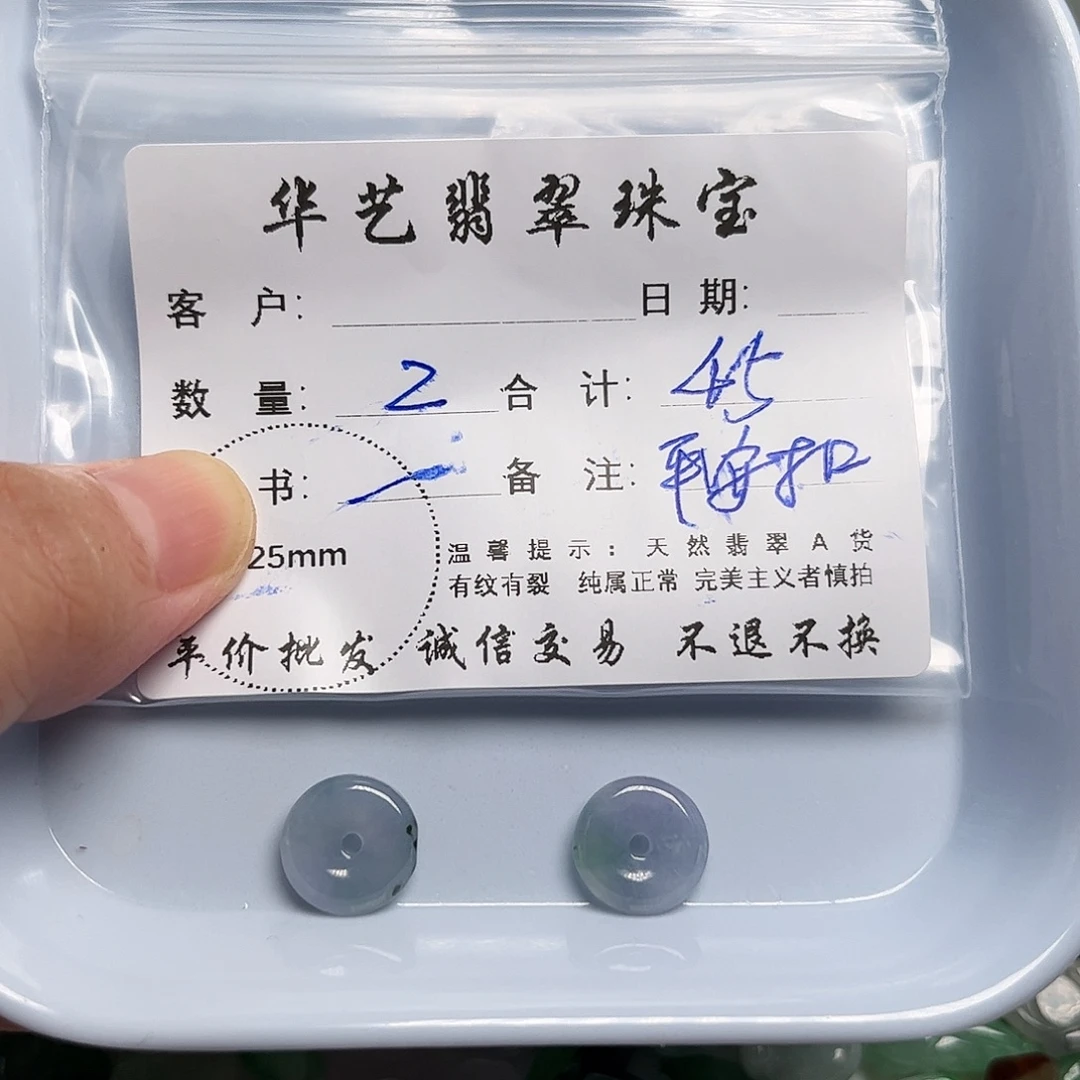 华艺翡翠珠宝
客 户: 日 期:
数 量: 2 合 计: 45
书: 备 注: 平安扣
25mm
温馨提示: 天然翡翠A货
有纹有裂 纯属正常 完美主义者慎拍
平价批发 诚信交易 不退不换